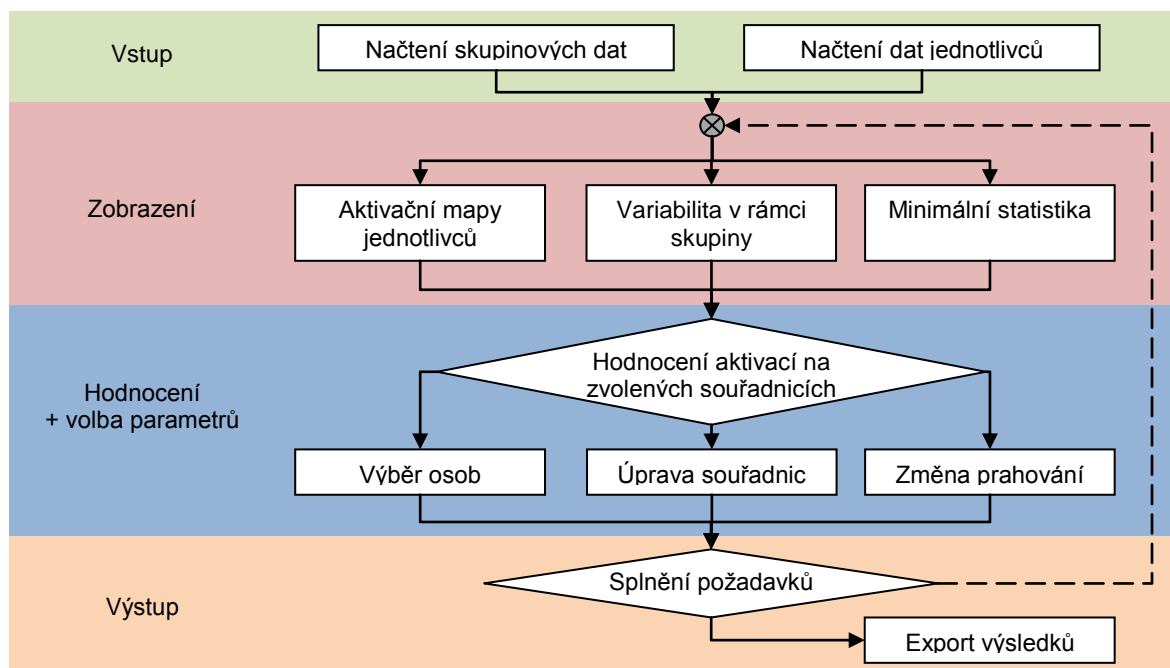 Vstup
Načtení skupinových dat
Načtení dat jednotlivců
Zobrazení
Aktivační mapy
jednotlivců
Variabilita v rámci
skupiny
Minimální statistika
Hodnocení
+ volba parametrů
Hodnocení aktivací na
zvolených souřadnicích
Výběr osob
Úprava souřadnic
Změna prahování
Výstup
Splnění požadavků
Export výsledků